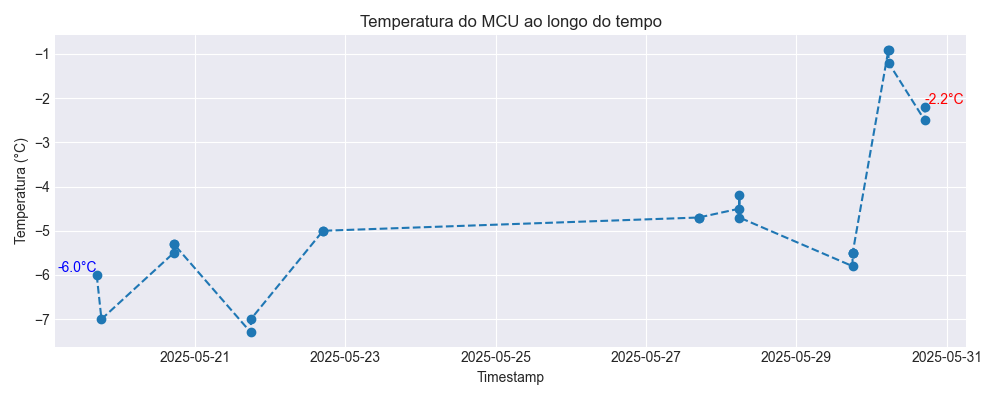 Temperatura do MCU ao longo do tempo
−1
−2
-2.2°C
−3
−4
Temperatura (°C)
−5
-6.0°C
−6
−7
2025-05-21 2025-05-23 2025-05-25 2025-05-27 2025-05-29 2025-05-31
Timestamp